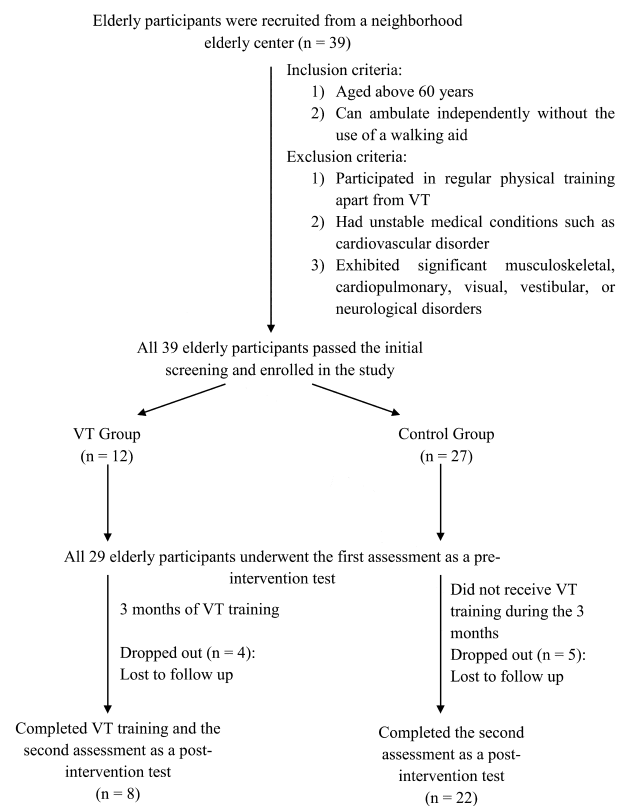 Elderly participants were recruited from a neighborhood
elderly center (n = 39)
Inclusion criteria:
1) Aged above 60 years
2) Can ambulate independently without the
use of a walking aid
Exclusion criteria:
1) Participated in regular physical training
apart from VT
2) Had unstable medical conditions such as
cardiovascular disorder
3) Exhibited significant musculoskeletal,
cardiopulmonary, visual, vestibular, or
neurological disorders
All 39 elderly participants passed the initial
screening and enrolled in the study
VT Group
(n = 12)
Control Group
(n = 27)
All 29 elderly participants underwent the first assessment as a pre-
intervention test
3 months of VT training
Dropped out (n = 4):
Lost to follow up
Did not receive VT
training during the 3
months
Dropped out (n = 5):
Lost to follow up
Completed VT training and the
second assessment as a post-
intervention test
(n = 8)
Completed the second
assessment as a post-
intervention test
(n = 22)